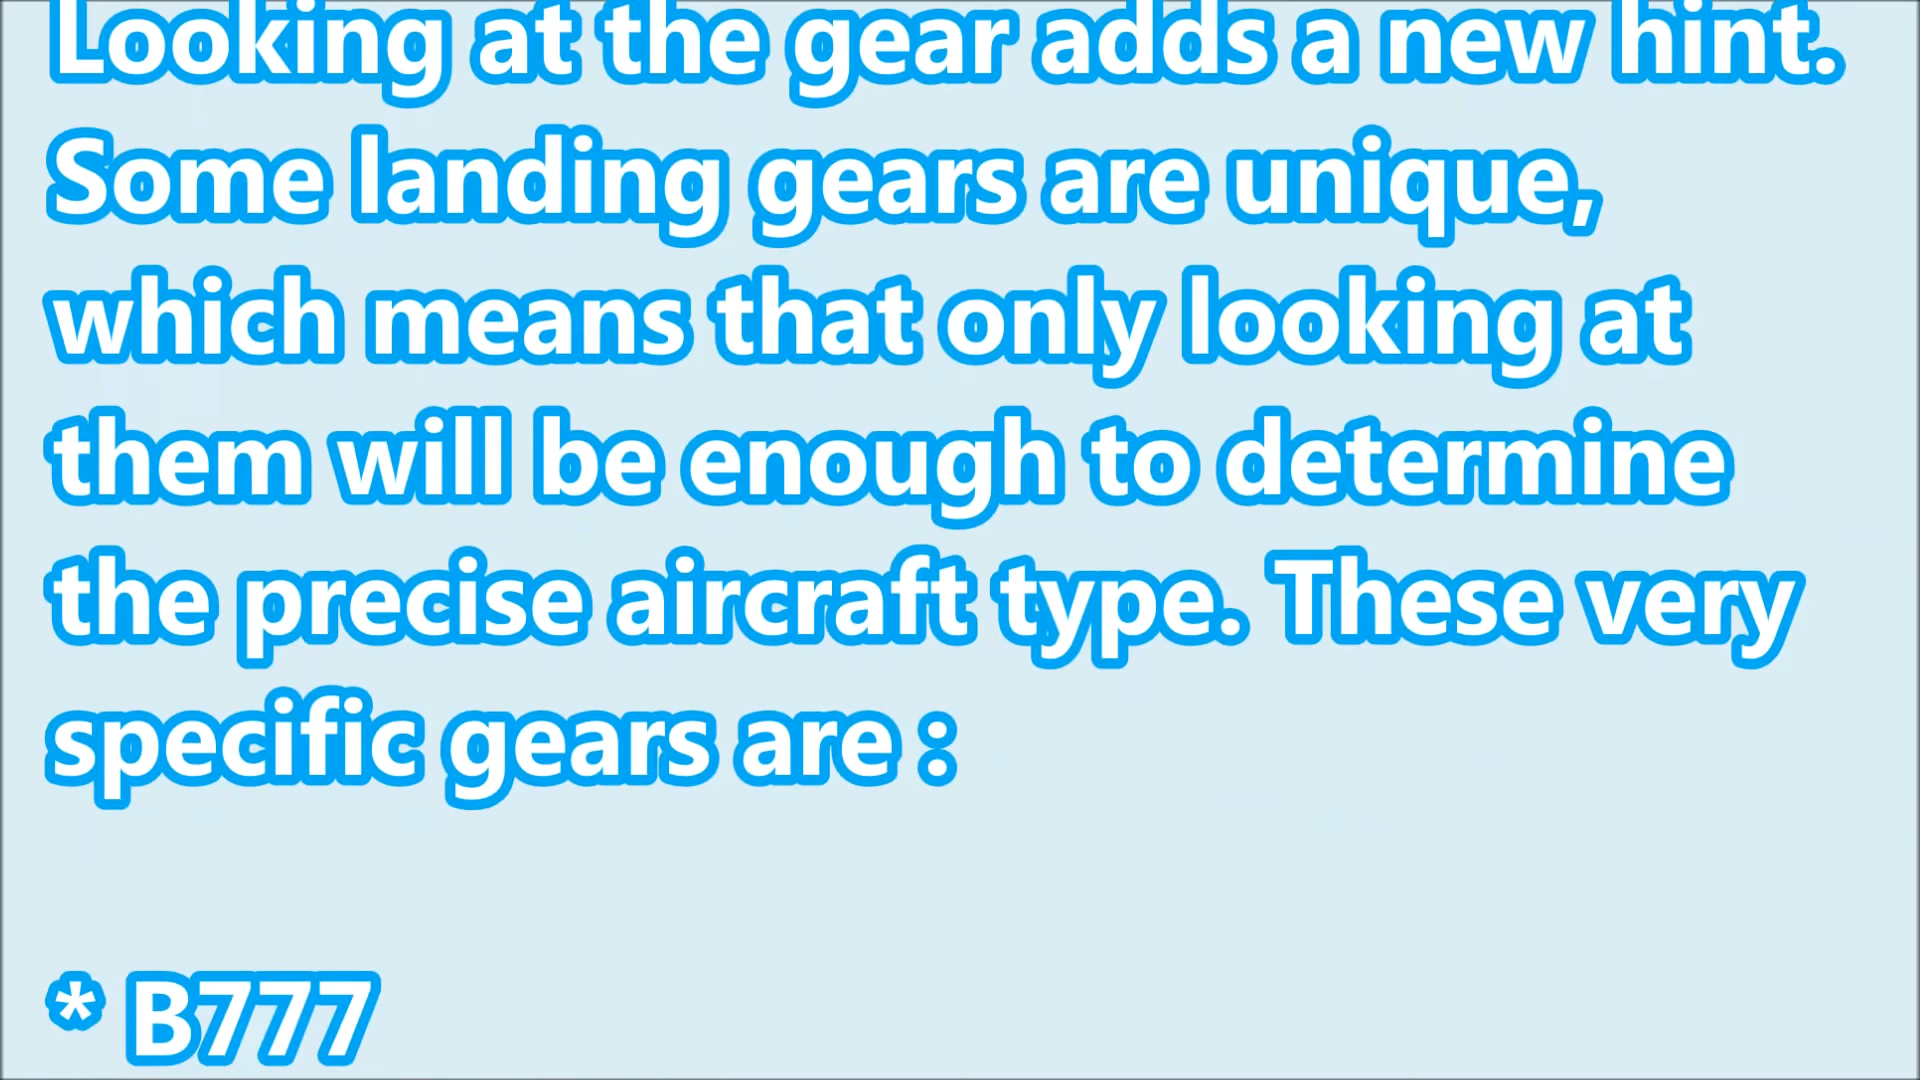 Looking at the gear adds a new hint.
Some landing gears are unique,
which means that only looking at
them will be enough to determine
the precise aircraft type. These very
specific gears are :
* B777